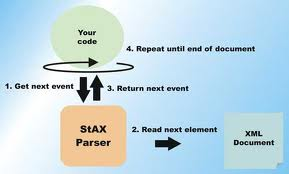 Your
code
4. Repeat until end of document
1. Get next event
3. Return next event
StAX
Parser
2. Read next element
XML
Document